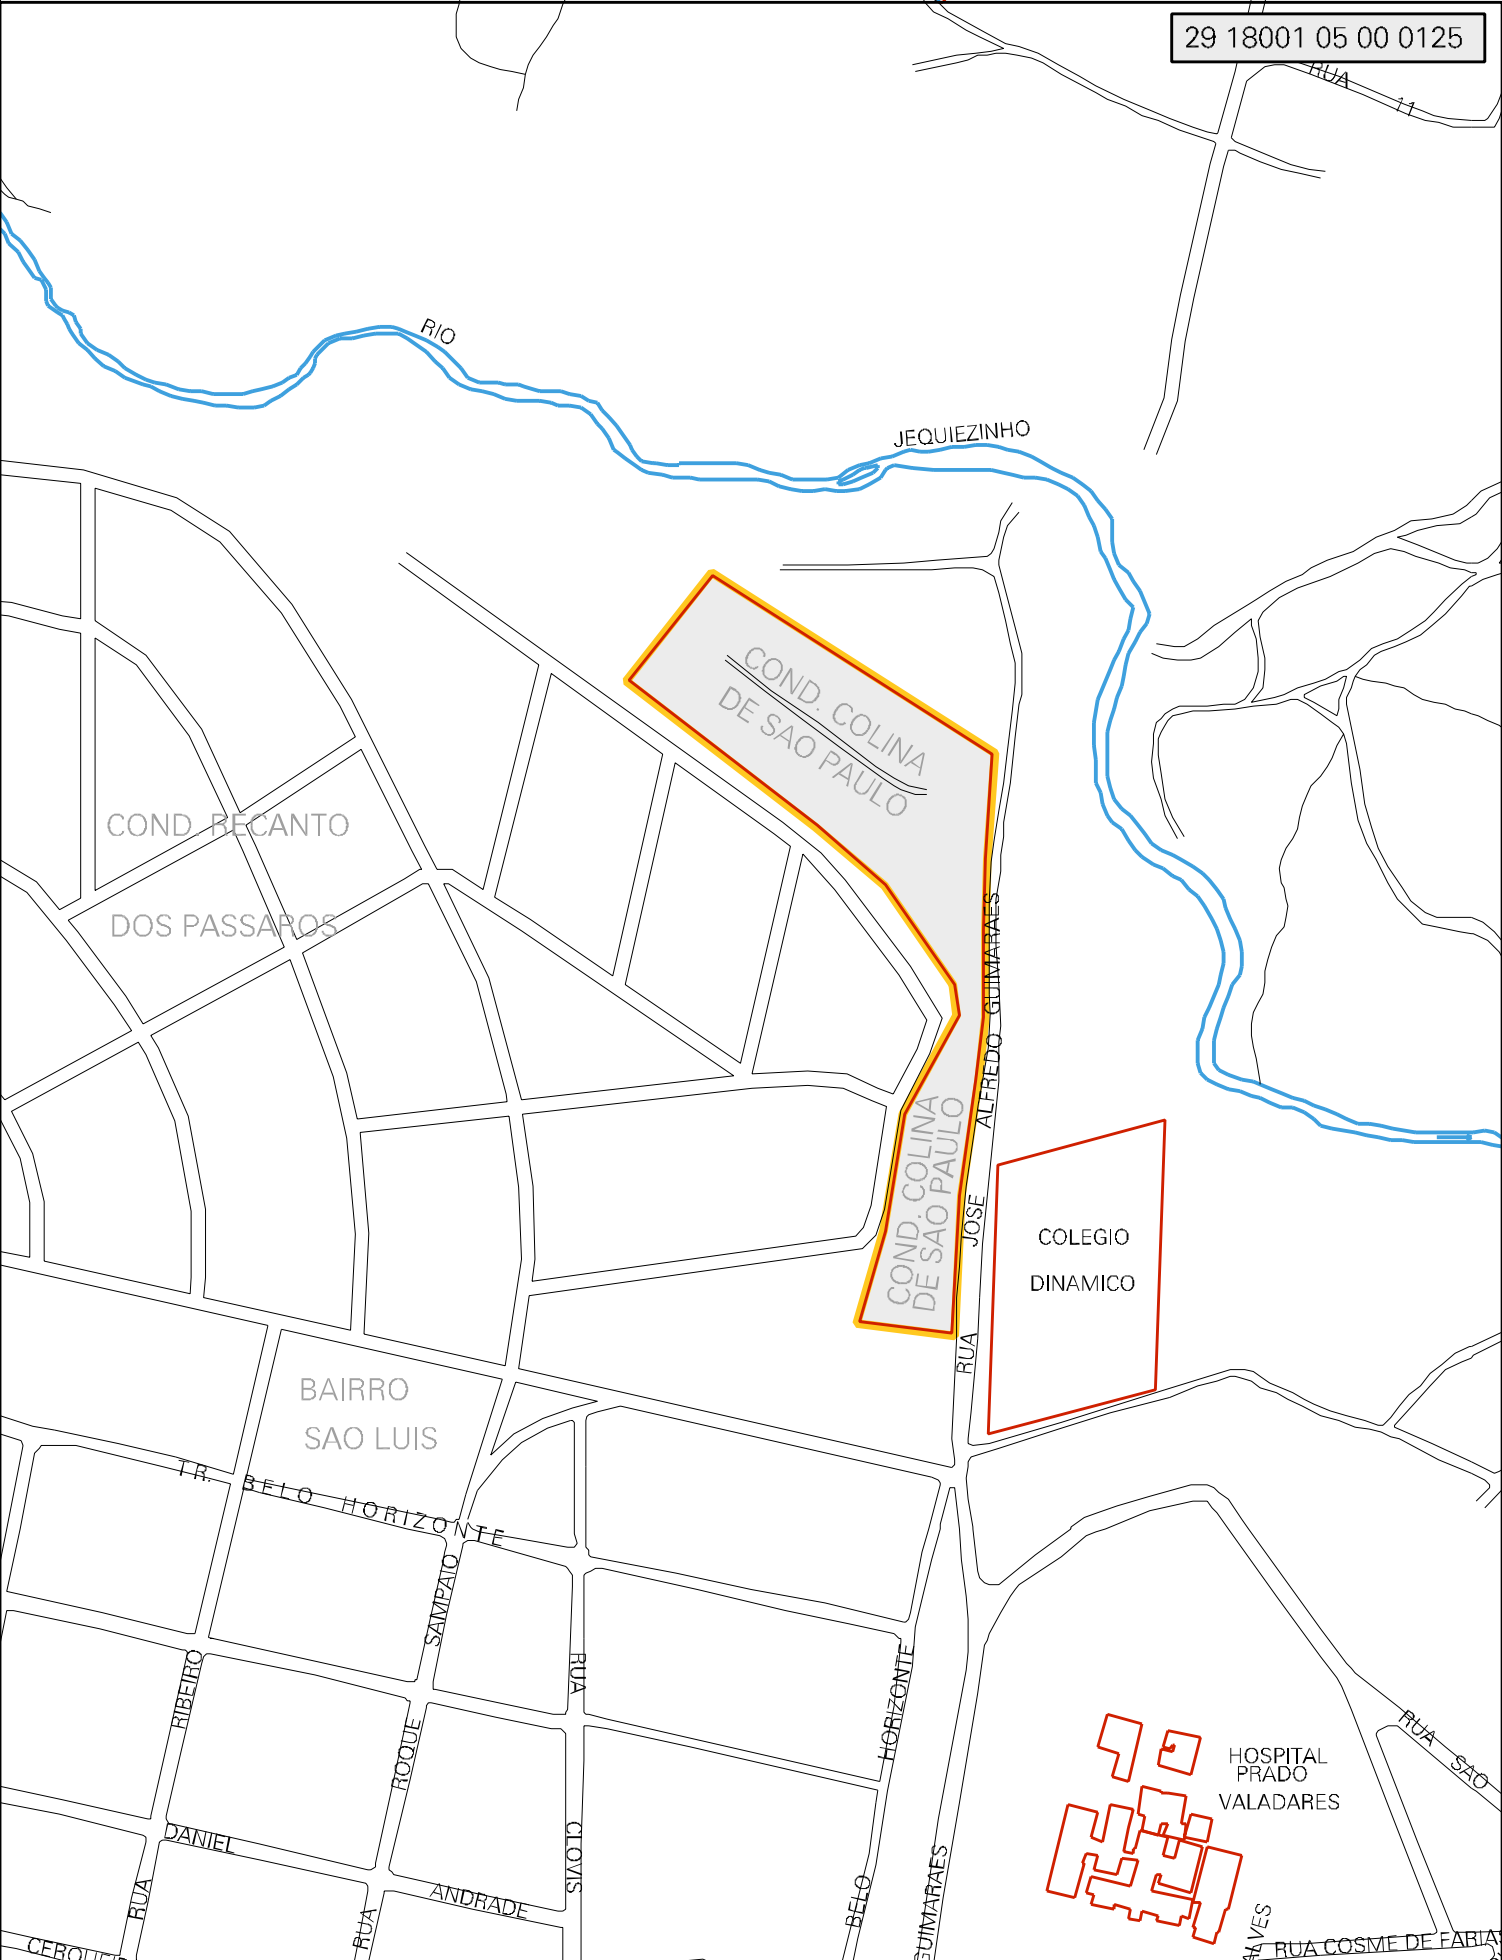 29 18001 05 00 0125
RUA 11
RIO
JEQUIEZINHO
COND. COLINA
DE SAO PAULO
COND. RECANTO
DOS PASSAROS
RUA JOSE ALFREDO GUIMARAES
COND. COLINA
DE SAO PAULO
COLEGIO
DINAMICO
BAIRRO
SAO LUIS
TR. BELO HORIZONTE
RUA ROQUE SAMPAIO
RUA RIBEIRO
RUA CLOVIS
BELO HORIZONTE
GUIMARAES
RUA SAO
HOSPITAL
PRADO
VALADARES
DANIEL ANDRADE
ALVES
RUA COSME DE FARIA